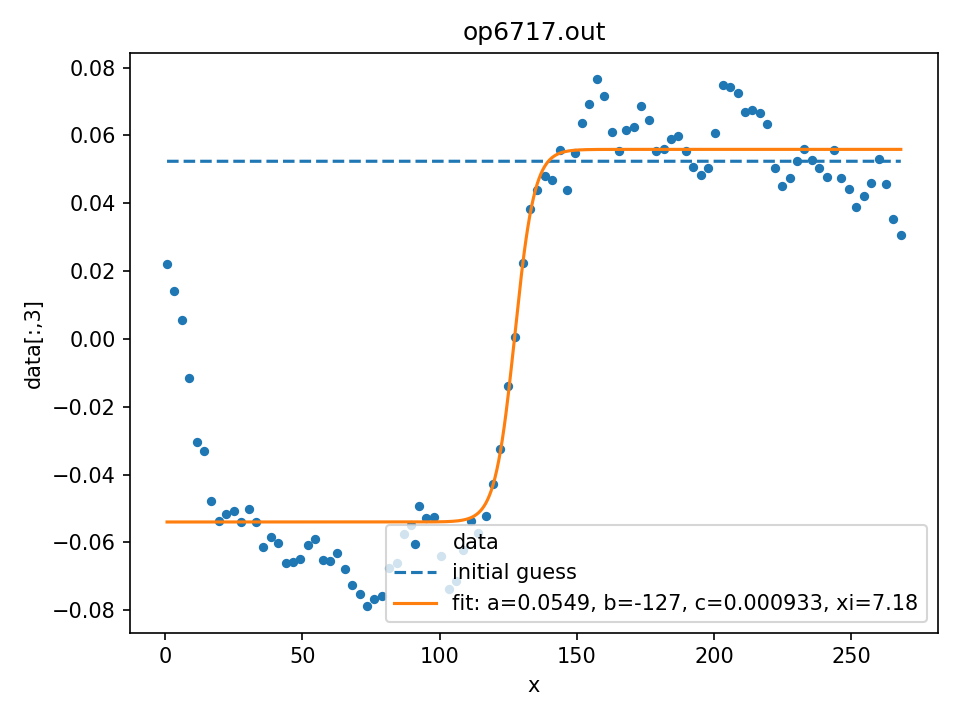 op6717.out
0.08
0.06
0.04
0.02
0.00
−0.02
−0.04
−0.06
−0.08
data[:,3]
data
initial guess
fit: a=0.0549, b=-127, c=0.000933, xi=7.18
0 50 100 150 200 250
x